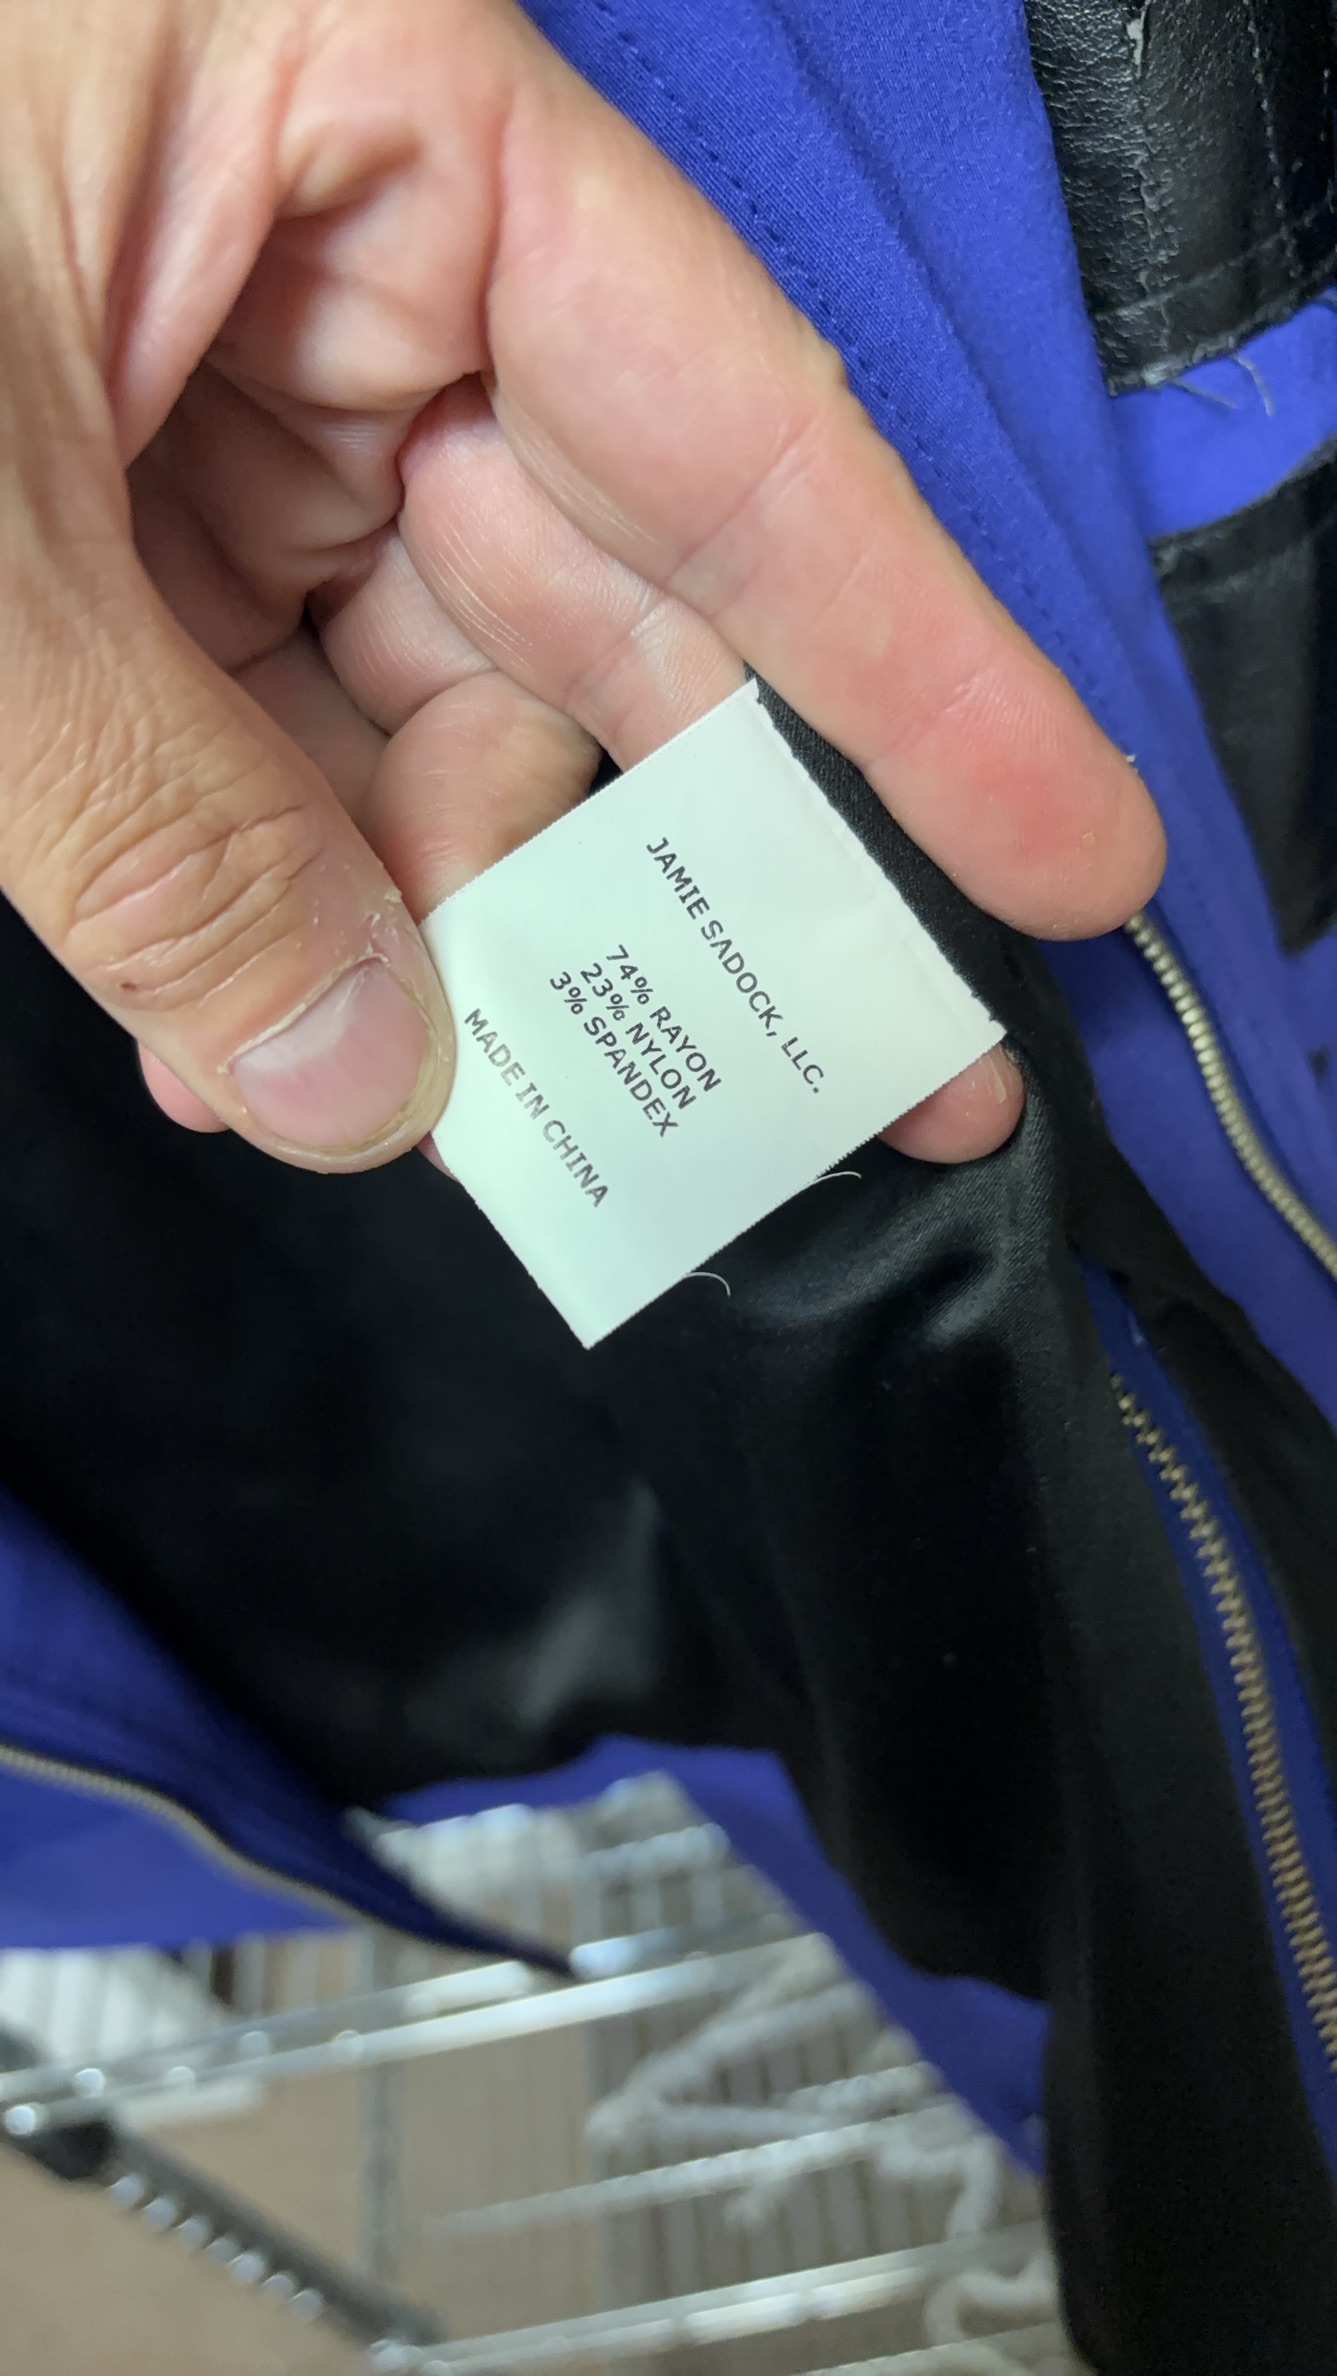 JAMIE SADOCK, LLC.
74% RAYON
23% NYLON
3% SPANDEX
MADE IN CHINA